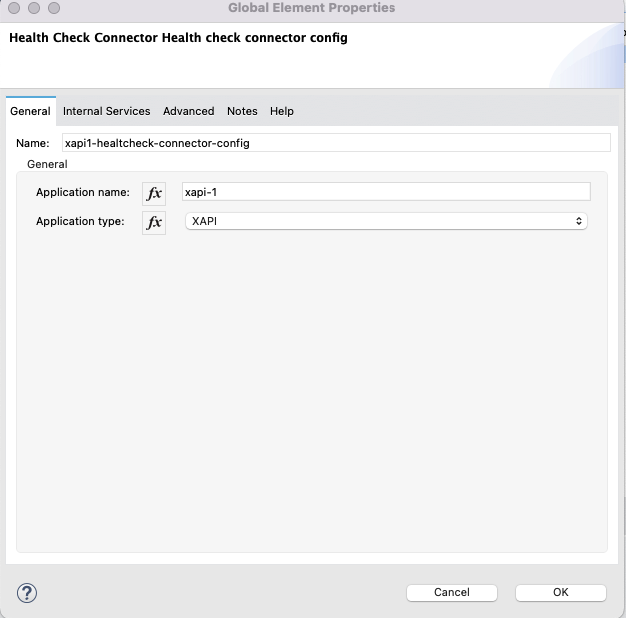 Global Element Properties
Health Check Connector Health check connector config
General Internal Services Advanced Notes Help
Name: xapi1-healtcheck-connector-config
General
Application name: fx xapi-1
Application type: fx XAPI
? Cancel OK